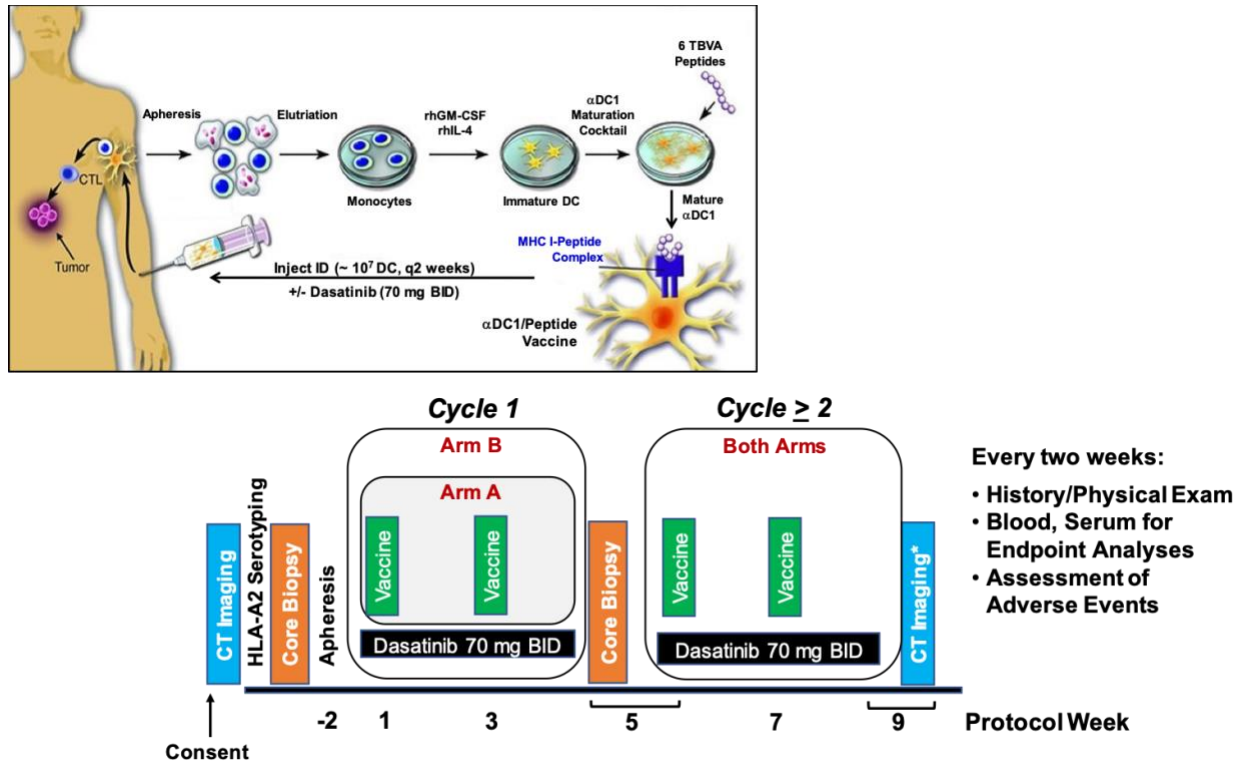 6 TBVA
Peptides
Apheresis
Elutriation
rhGM-CSF
rhIL-4
αDC1
Maturation
Cocktail
CTL
Monocytes
Immature DC
Mature
αDC1
Tumor
MHC I-Peptide
Complex
Inject ID (~ 10⁷ DC, q2 weeks)
+/- Dasatinib (70 mg BID)
αDC1/Peptide
Vaccine
Cycle 1
Cycle ≥ 2
Arm B
Both Arms
Arm A
CT Imaging
HLA-A2 Serotyping
Core Biopsy
Apheresis
Vaccine
Vaccine
Dasatinib 70 mg BID
Core Biopsy
Vaccine
Vaccine
Dasatinib 70 mg BID
CT Imaging*
Every two weeks:
• History/Physical Exam
• Blood, Serum for
Endpoint Analyses
• Assessment of
Adverse Events
-2 1 3 5 7 9 Protocol Week
Consent